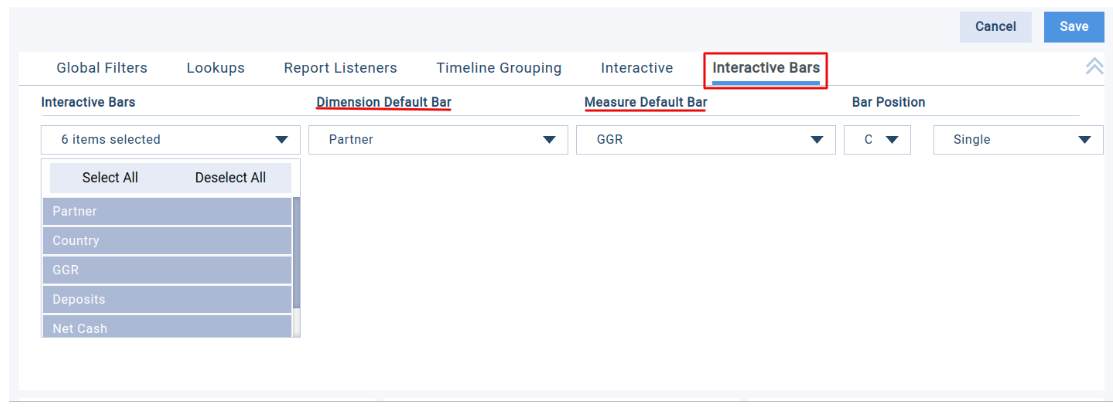 Cancel Save
Global Filters Lookups Report Listeners Timeline Grouping Interactive Interactive Bars
Interactive Bars Dimension Default Bar Measure Default Bar Bar Position
6 items selected Partner GGR C Single
Select All Deselect All
Partner
Country
GGR
Deposits
Net Cash